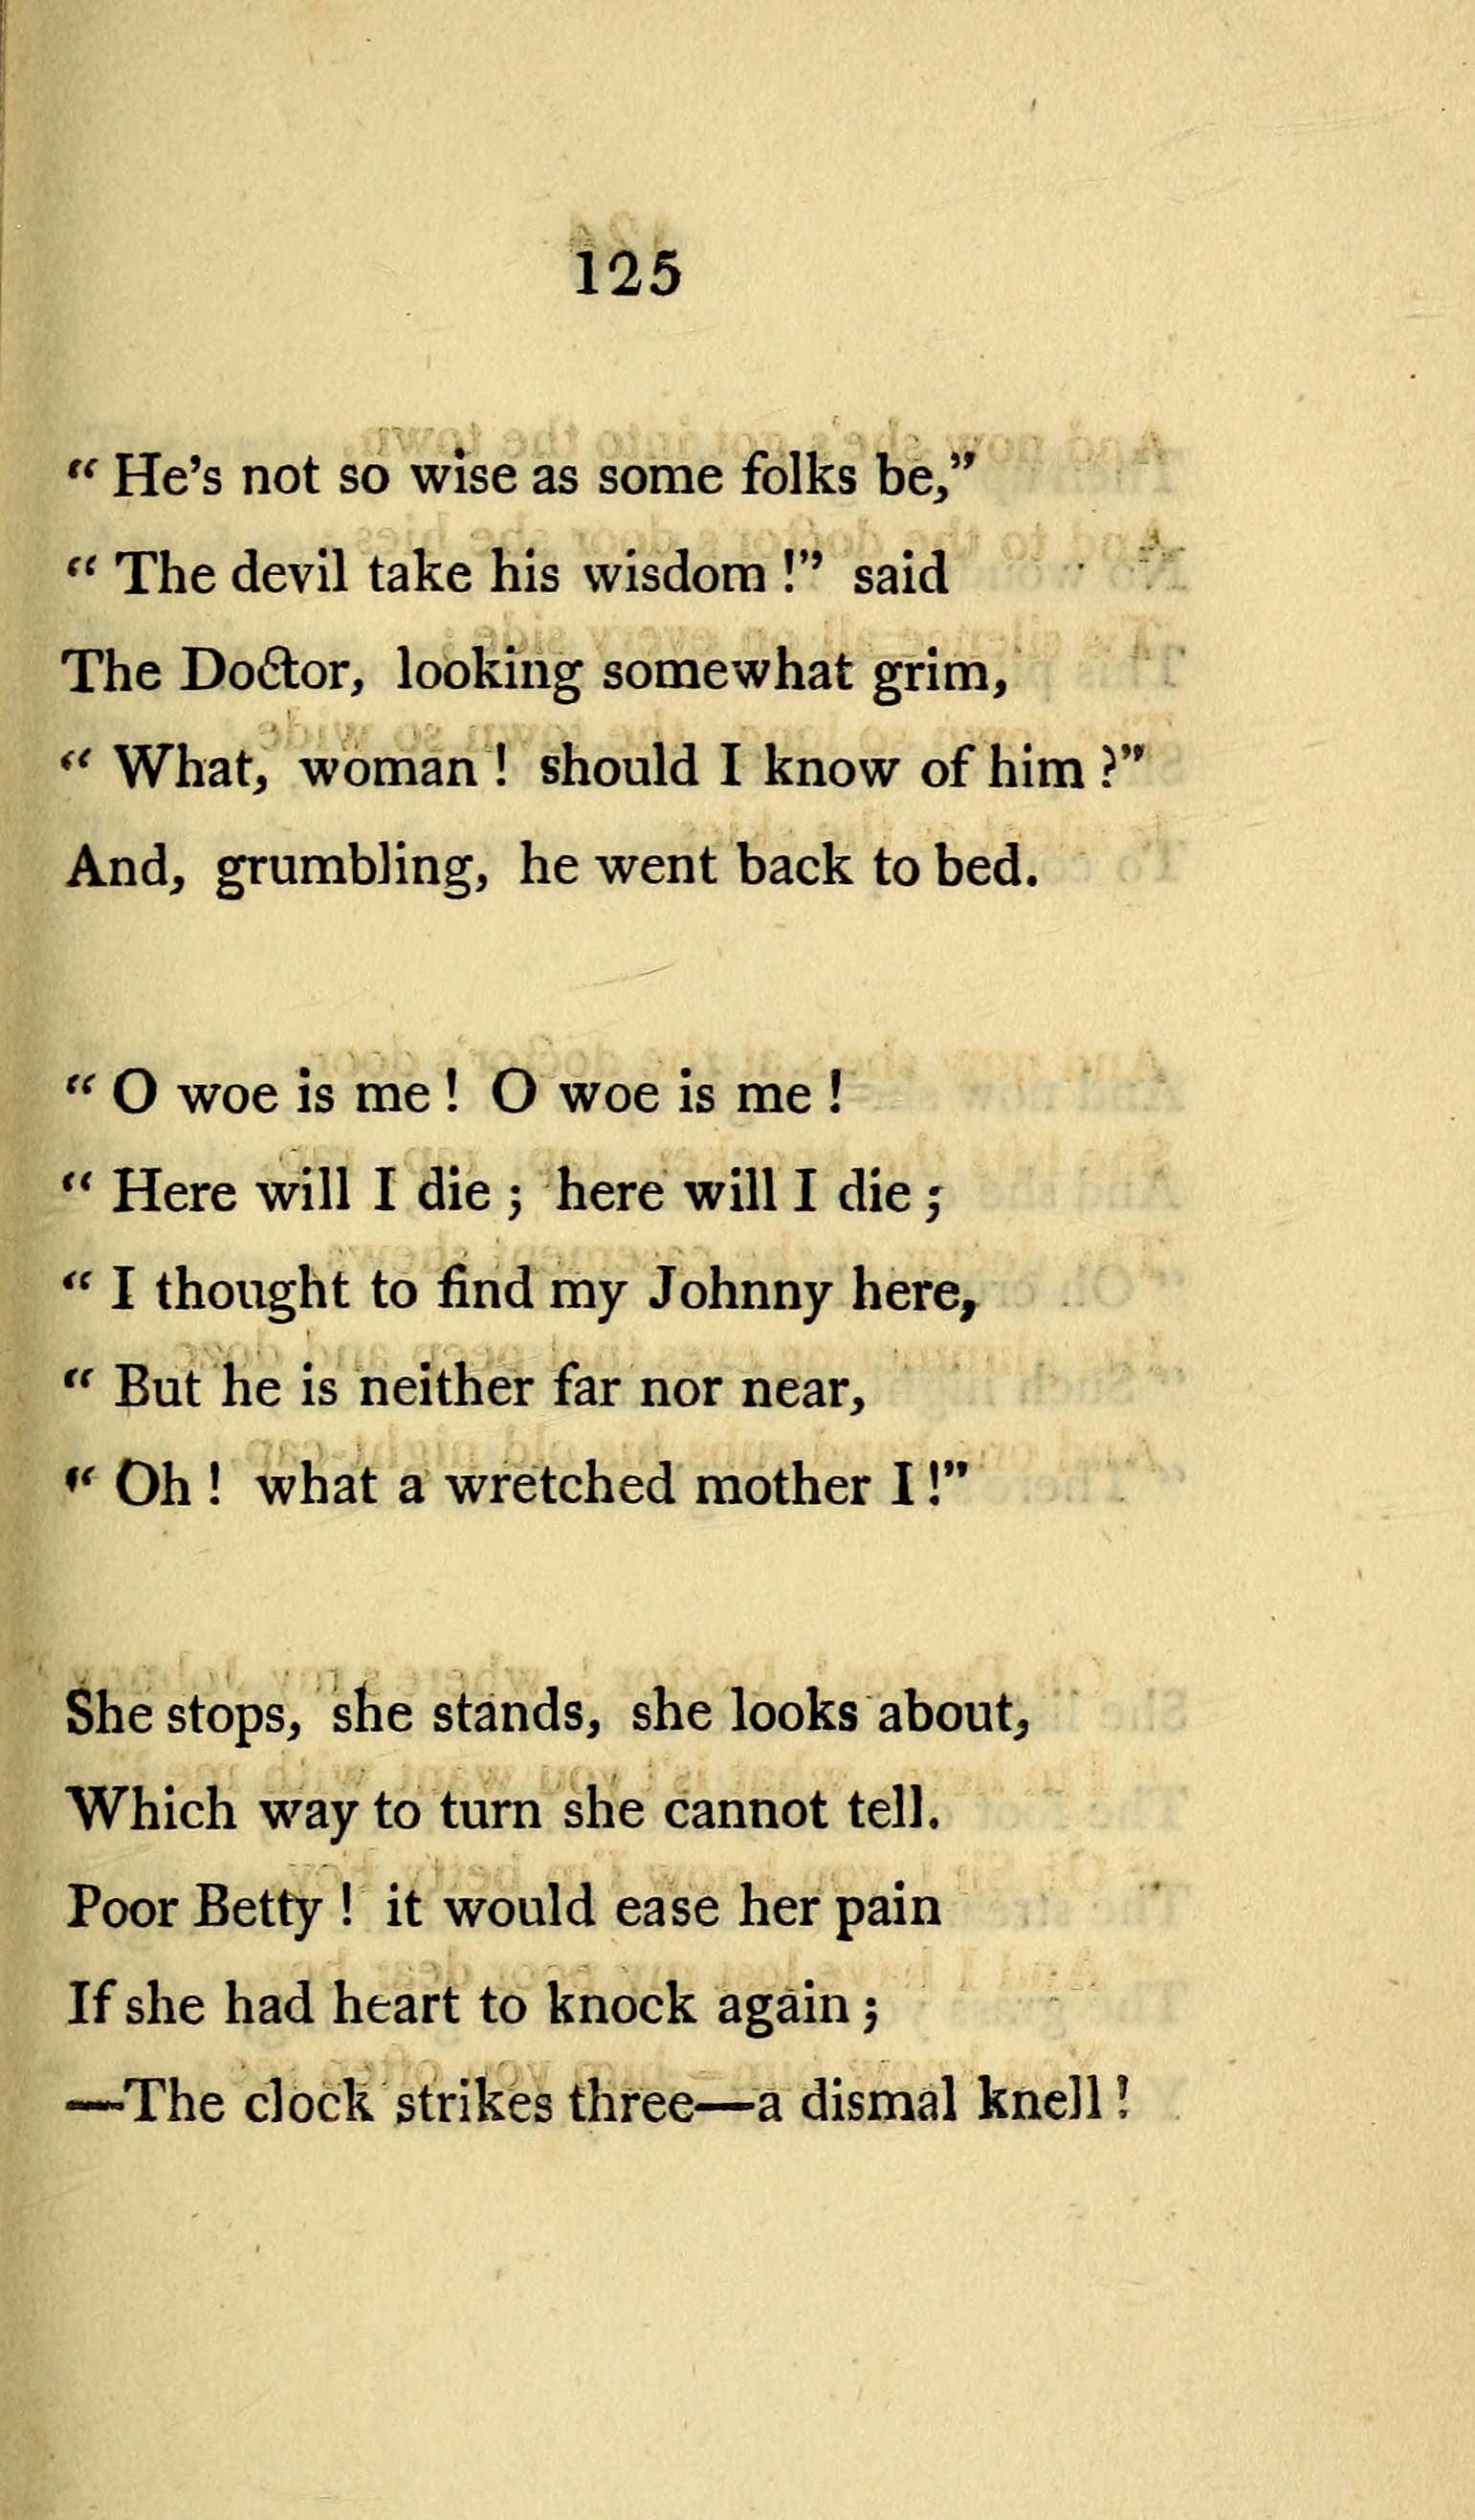 125
“ He's not so wise as some folks be,”
“ The devil take his wisdom !” said
The Doctor, looking somewhat grim,
“ What, woman ! should I know of him ?”
And, grumbling, he went back to bed.
“ O woe is me ! O woe is me !
“ Here will I die ; here will I die ;
“ I thought to find my Johnny here,
“ But he is neither far nor near,
“ Oh ! what a wretched mother I !”
She stops, she stands, she looks about,
Which way to turn she cannot tell.
Poor Betty ! it would ease her pain
If she had heart to knock again ;
—The clock strikes three—a dismal knell !